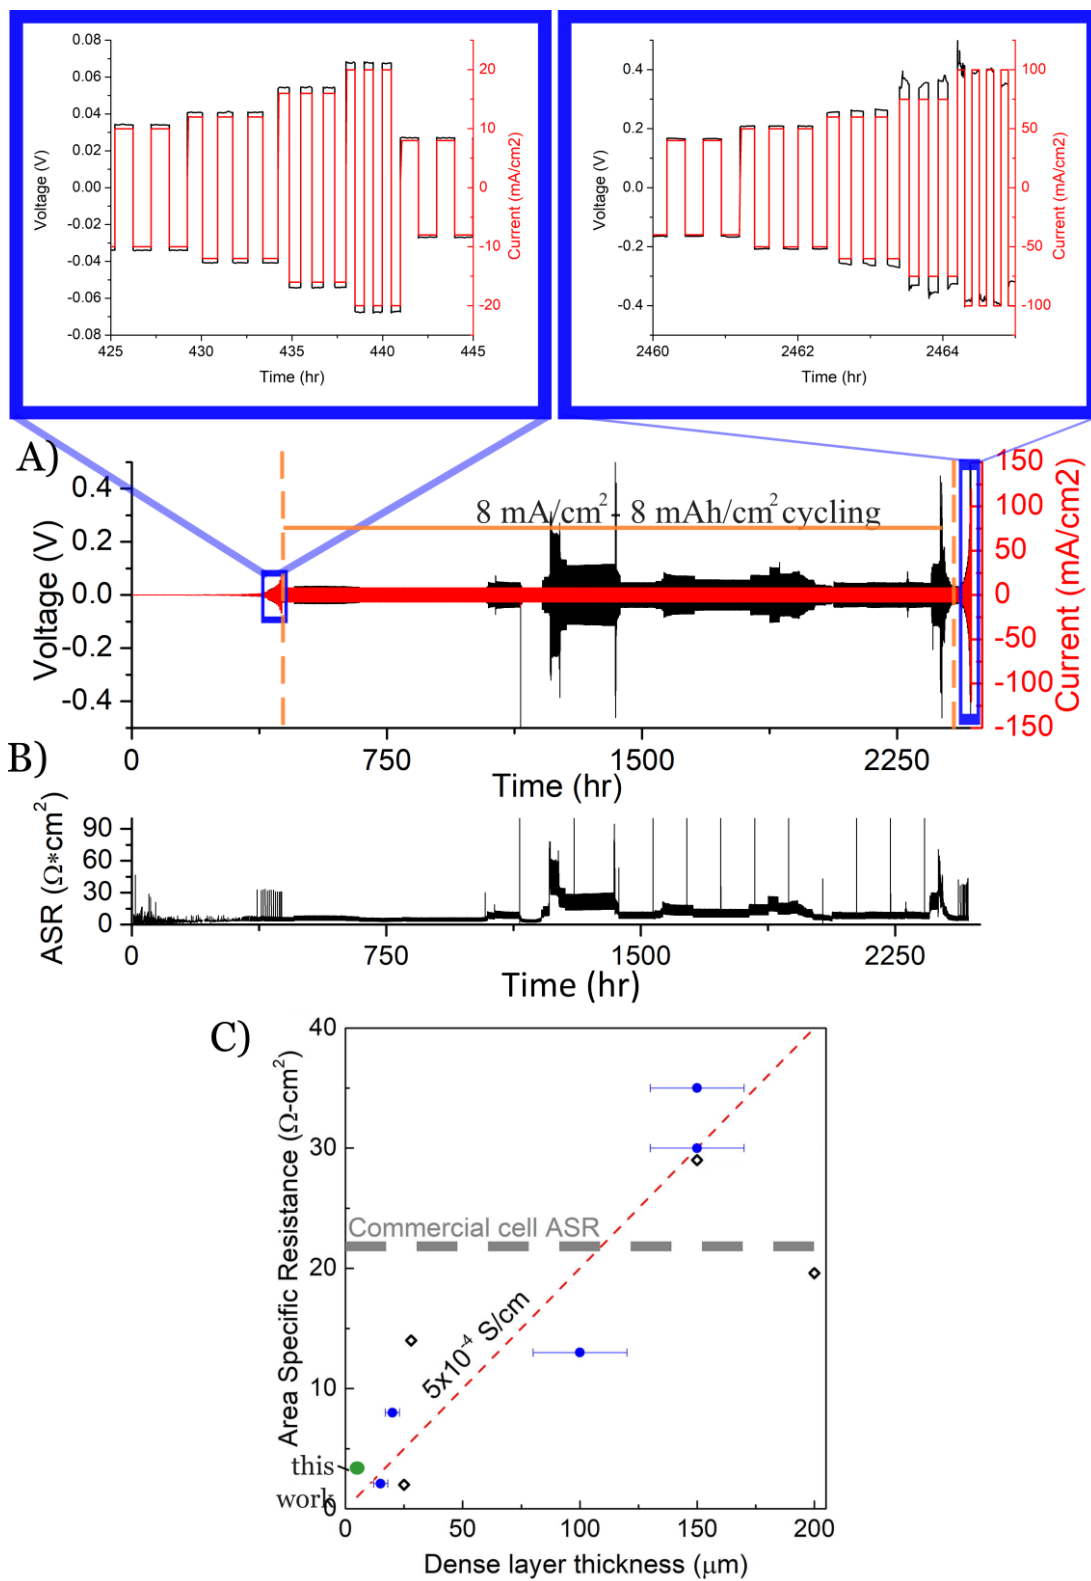 0.08
0.06
0.04
0.02
0.00
-0.02
-0.04
-0.06
-0.08
Voltage (V)
20
10
0
-10
-20
Current (mA/cm2)
425 430 435 440 445
Time (hr)
0.4
0.2
0.0
-0.2
-0.4
Voltage (V)
100
50
0
-50
-100
Current (mA/cm2)
2460 2462 2464
Time (hr)
A)
0.4
0.2
0.0
-0.2
-0.4
Voltage (V)
8 mA/cm² - 8 mAh/cm² cycling
150
100
50
0
-50
-100
-150
Current (mA/cm2)
0 750 1500 2250
Time (hr)
B)
90
60
30
0
ASR (Ω*cm²)
0 750 1500 2250
Time (hr)
C)
40
30
20
10
0
Area Specific Resistance (Ω-cm²)
Commercial cell ASR
5x10⁻⁴ S/cm
this
work
0 50 100 150 200
Dense layer thickness (μm)